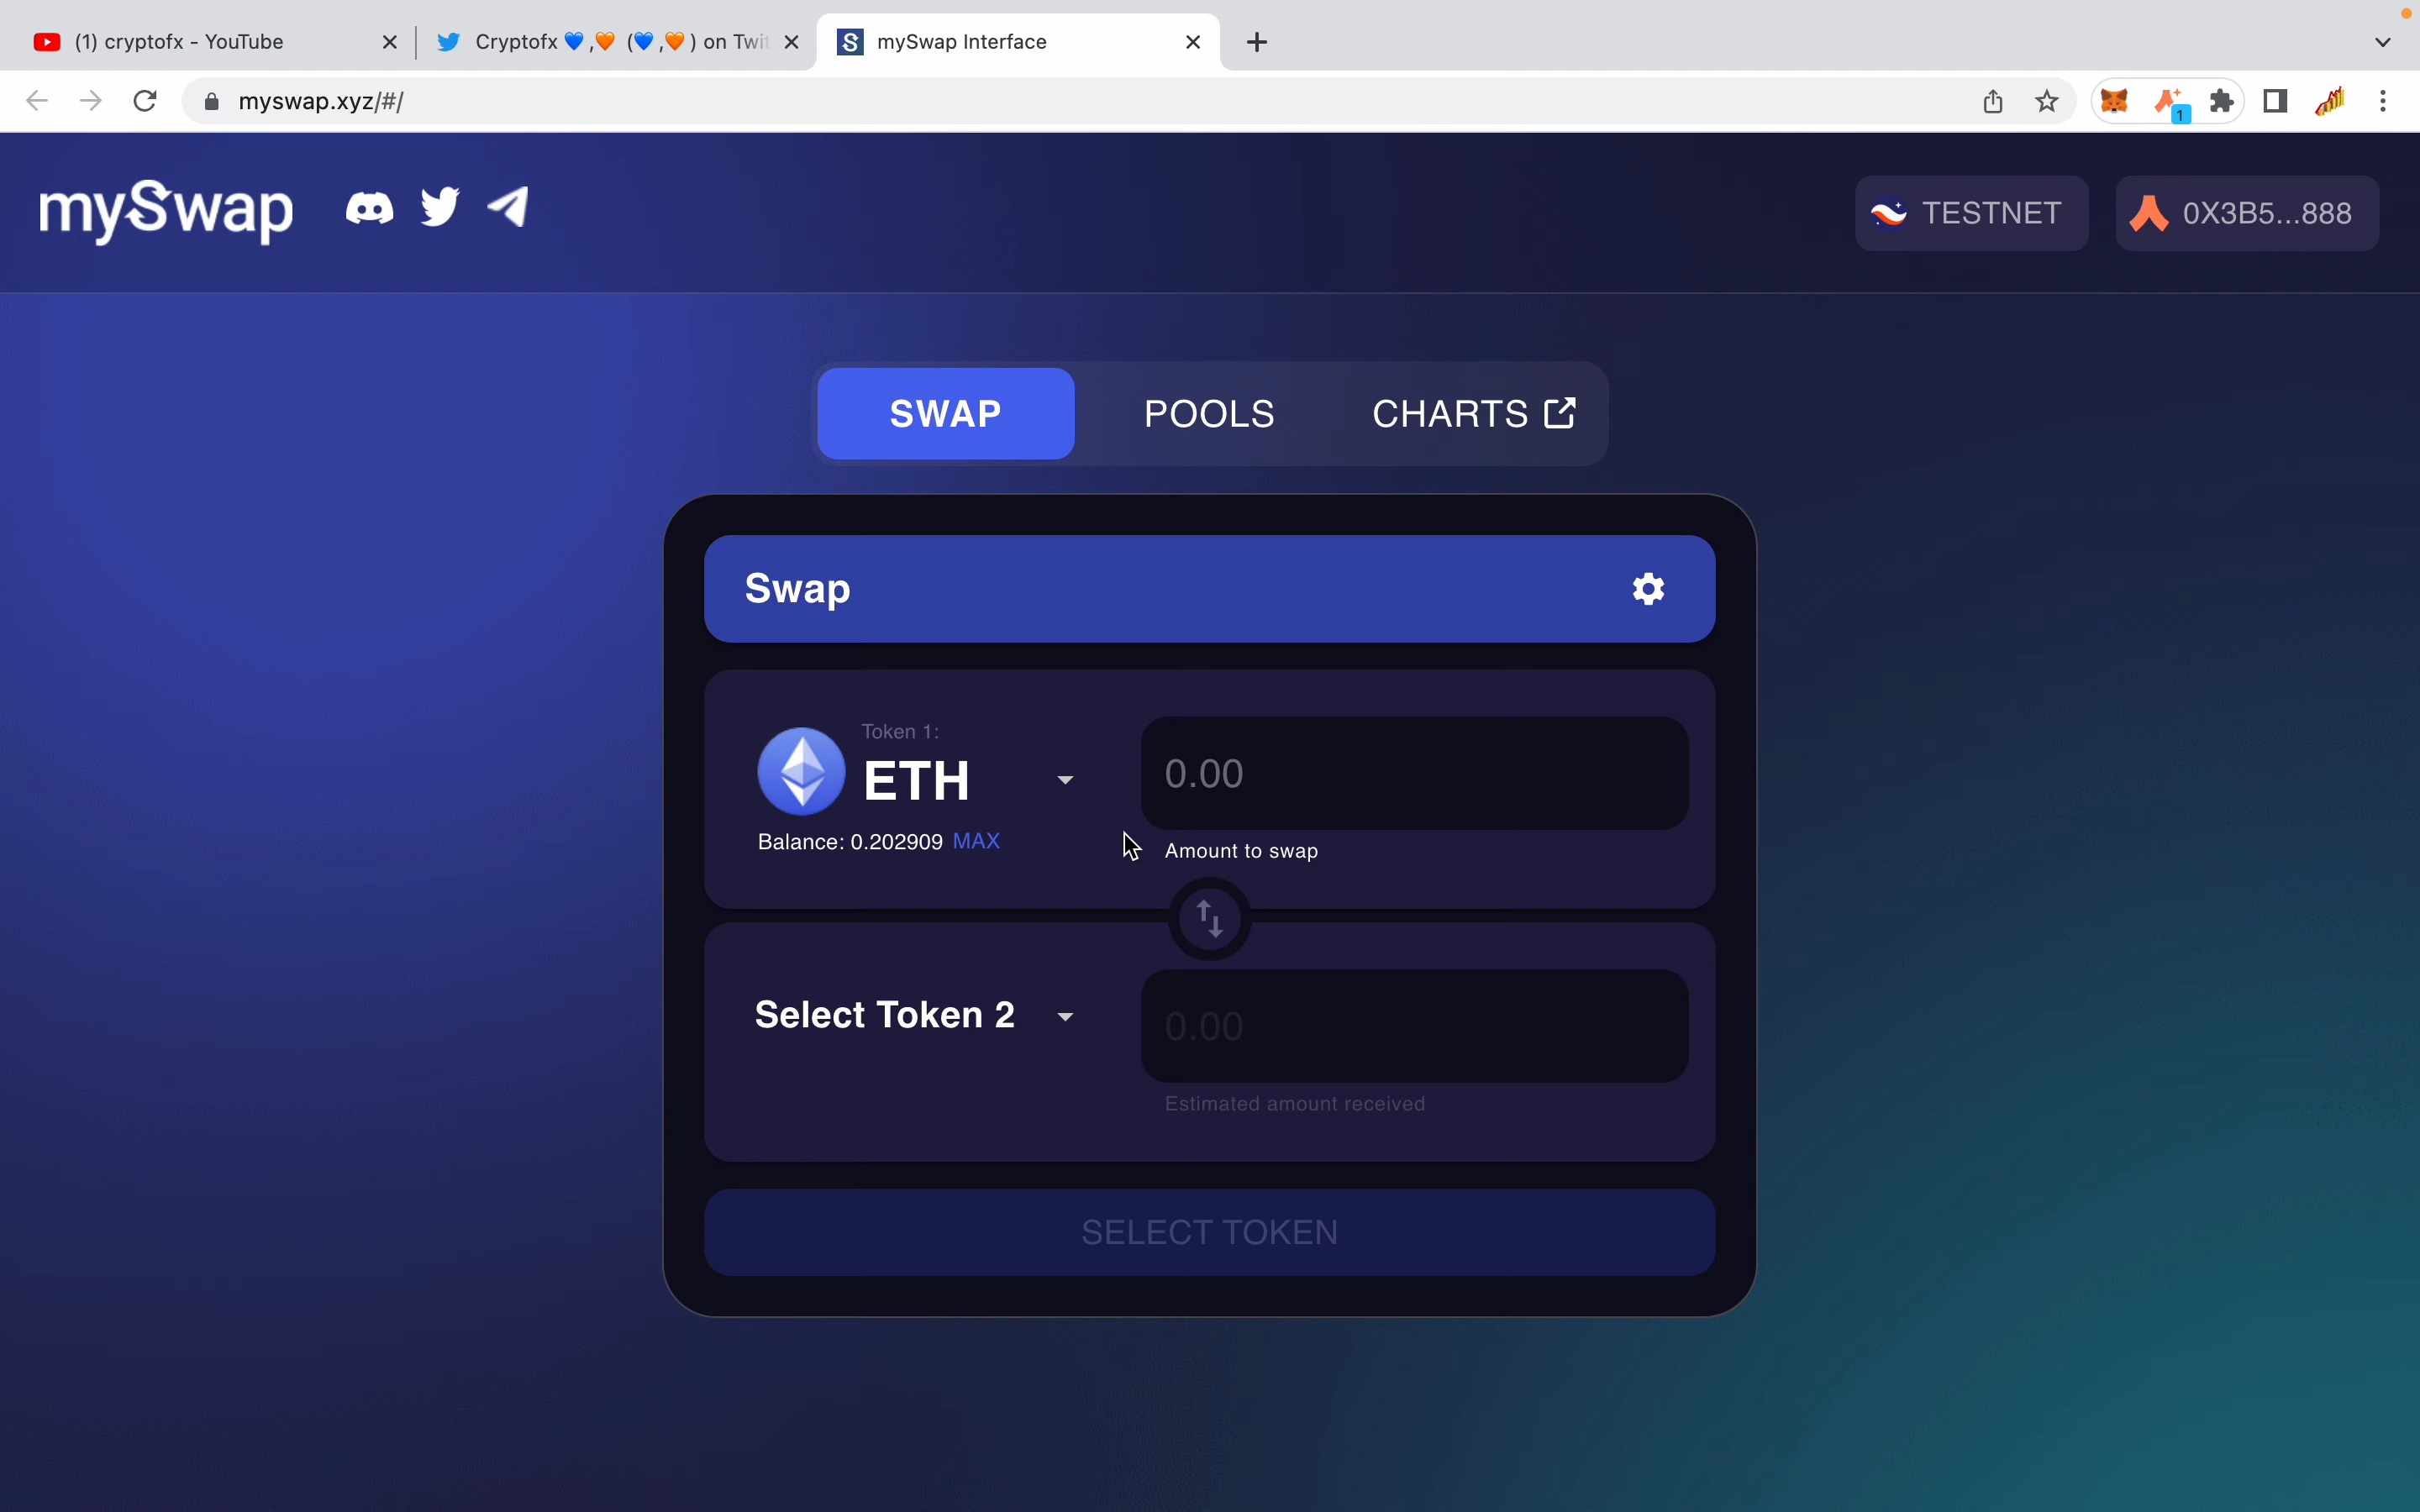 (1) cryptofx - YouTube
Cryptofx 💙,🧡 (💙,🧡) on Twit
mySwap Interface
myswap.xyz/#/
1
mySwap
TESTNET
0X3B5...888
SWAP
POOLS
CHARTS
Swap
Token 1:
ETH
0.00
Balance: 0.202909 MAX
Amount to swap
Select Token 2
0.00
Estimated amount received
SELECT TOKEN